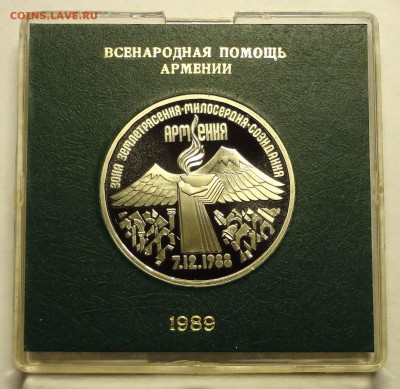 COINS.LAVE.RU
ВСЕНАРОДНАЯ ПОМОЩЬ
АРМЕНИИ
ЗОНА ЗЕМЛЕТРЯСЕНИЯ·МИЛОСЕРДИЯ·СОЗИДАНИЯ
АРМЕНИЯ
7.12.1988
1989